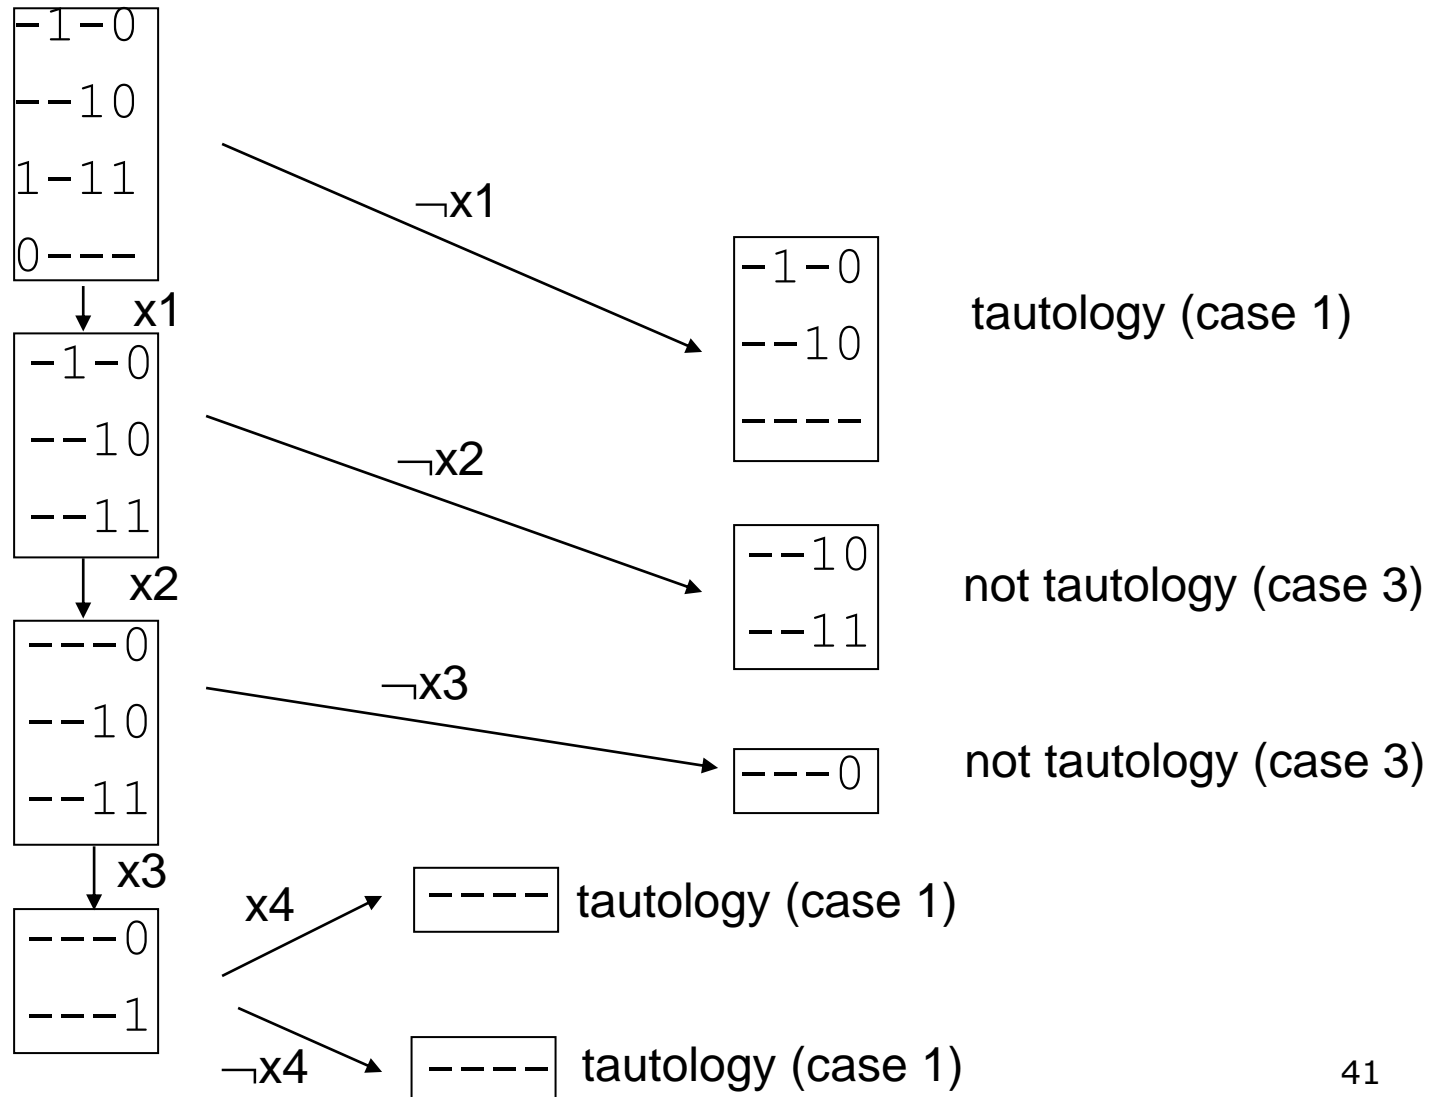 -1-0
--10
1-11
0---
¬x1
x1
-1-0
--10
----
tautology (case 1)
-1-0
--10
--11
¬x2
x2
--10
--11
not tautology (case 3)
---0
--10
--11
¬x3
---0
not tautology (case 3)
x3
---0
---1
x4
---- tautology (case 1)
¬x4
---- tautology (case 1)
41